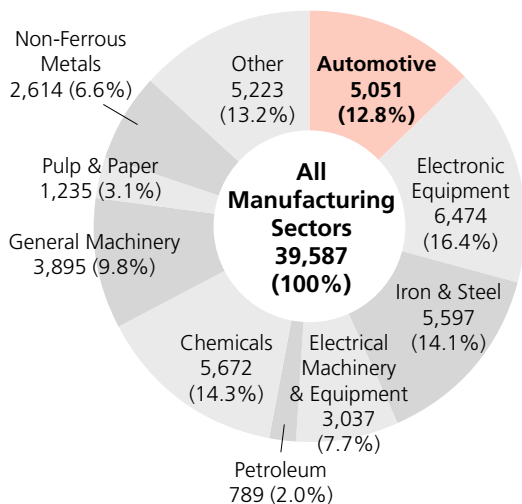 All
Manufacturing
Sectors
39,587
(100%)
Automotive
5,051
(12.8%)
Electronic
Equipment
6,474
(16.4%)
Iron & Steel
5,597
(14.1%)
Electrical
Machinery
& Equipment
3,037
(7.7%)
Petroleum
789 (2.0%)
Chemicals
5,672
(14.3%)
General Machinery
3,895 (9.8%)
Pulp & Paper
1,235 (3.1%)
Non-Ferrous
Metals
2,614 (6.6%)
Other
5,223
(13.2%)